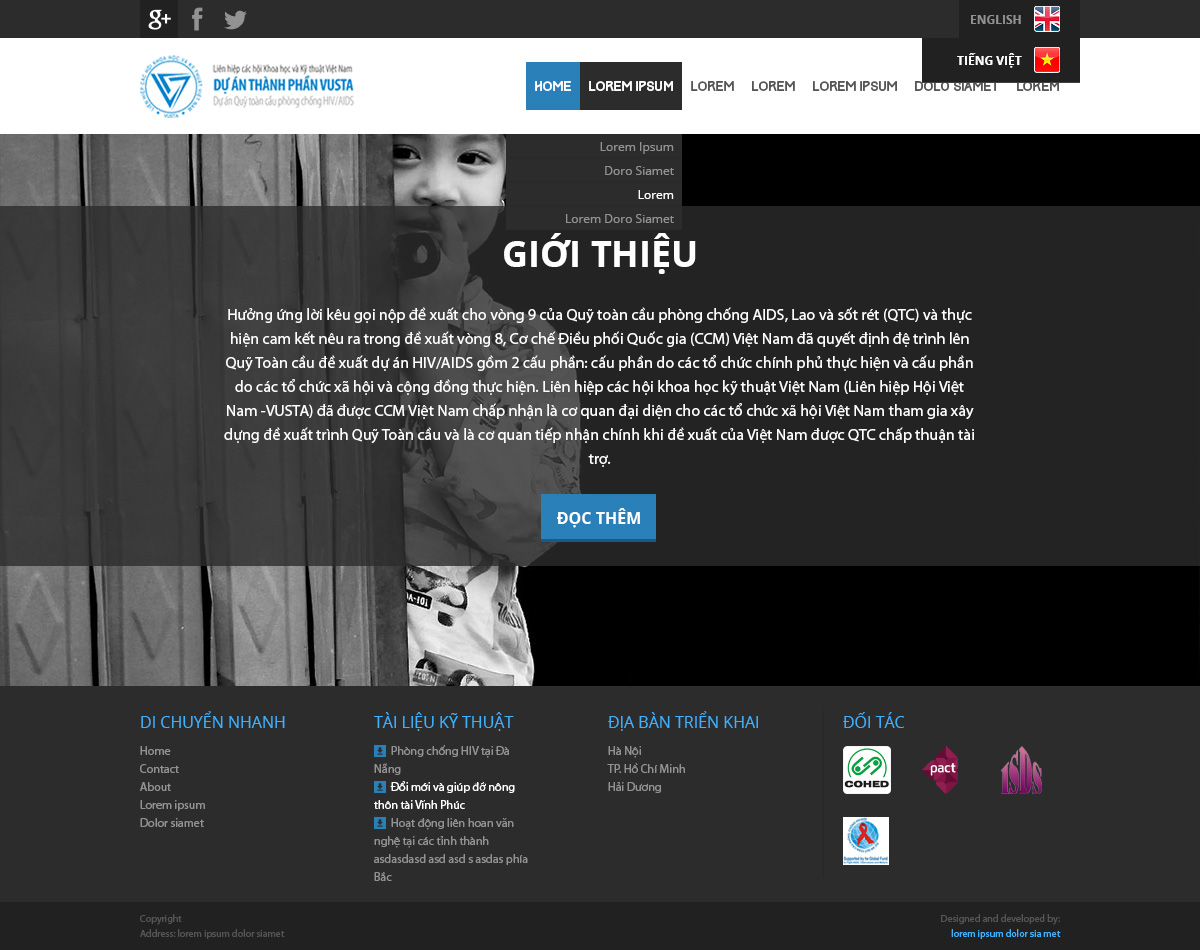 g+
ENGLISH
TIẾNG VIỆT
Liên hiệp các hội Khoa học và Kỹ thuật Việt Nam
DỰ ÁN THÀNH PHẦN VUSTA
Dự án Quỹ toàn cầu phòng chống HIV/AIDS
VUSTA
HOME LOREM IPSUM LOREM LOREM LOREM IPSUM DOLO SIAMET LOREM
Lorem Ipsum
Doro Siamet
Lorem
Lorem Doro Siamet
GIỚI THIỆU
Hưởng ứng lời kêu gọi nộp đề xuất cho vòng 9 của Quỹ toàn cầu phòng chống AIDS, Lao và sốt rét (QTC) và thực
hiện cam kết nêu ra trong đề xuất vòng 8, Cơ chế Điều phối Quốc gia (CCM) Việt Nam đã quyết định đệ trình lên
Quỹ Toàn cầu đề xuất dự án HIV/AIDS gồm 2 cấu phần: cấu phần do các tổ chức chính phủ thực hiện và cấu phần
do các tổ chức xã hội và cộng đồng thực hiện. Liên hiệp các hội khoa học kỹ thuật Việt Nam (Liên hiệp Hội Việt
Nam -VUSTA) đã được CCM Việt Nam chấp nhận là cơ quan đại diện cho các tổ chức xã hội Việt Nam tham gia xây
dựng đề xuất trình Quỹ Toàn cầu và là cơ quan tiếp nhận chính khi đề xuất của Việt Nam được QTC chấp thuận tài
trợ.
ĐỌC THÊM
DI CHUYỂN NHANH
Home
Contact
About
Lorem ipsum
Dolor siamet
TÀI LIỆU KỸ THUẬT
Phòng chống HIV tại Đà
Nẵng
Đổi mới và giúp đỡ nông
thôn tài Vĩnh Phúc
Hoạt động liên hoan văn
nghệ tại các tỉnh thành
asdasdasd asd asd s asdas phía
Bắc
ĐỊA BÀN TRIỂN KHAI
Hà Nội
TP. Hồ Chí Minh
Hải Dương
ĐỐI TÁC
COHED
pact
ISDS
Supported by the Global Fund
Copyright
Address: lorem ipsum dolor siamet
Designed and developed by:
lorem ipsum dolor sia met